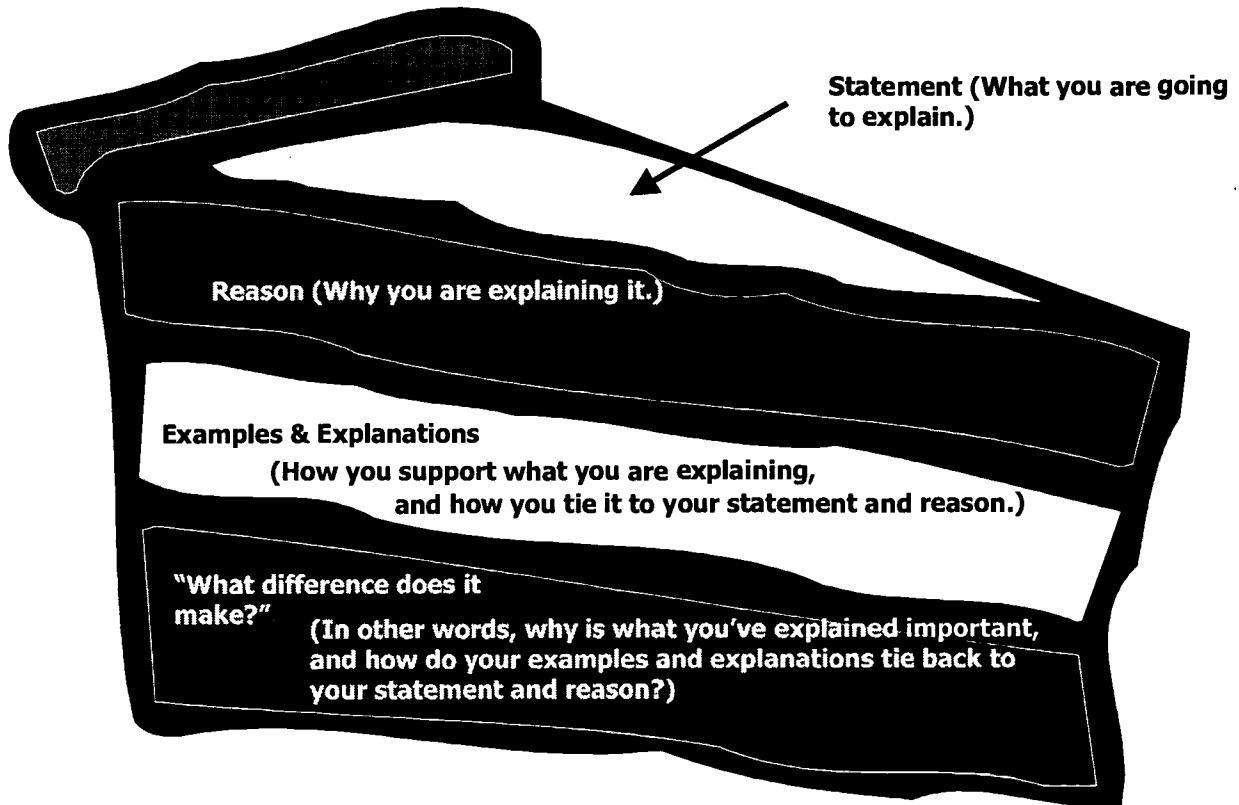 Statement (What you are going
to explain.)
Reason (Why you are explaining it.)
Examples & Explanations
(How you support what you are explaining,
and how you tie it to your statement and reason.)
“What difference does it
make?”
(In other words, why is what you’ve explained important,
and how do your examples and explanations tie back to
your statement and reason?)